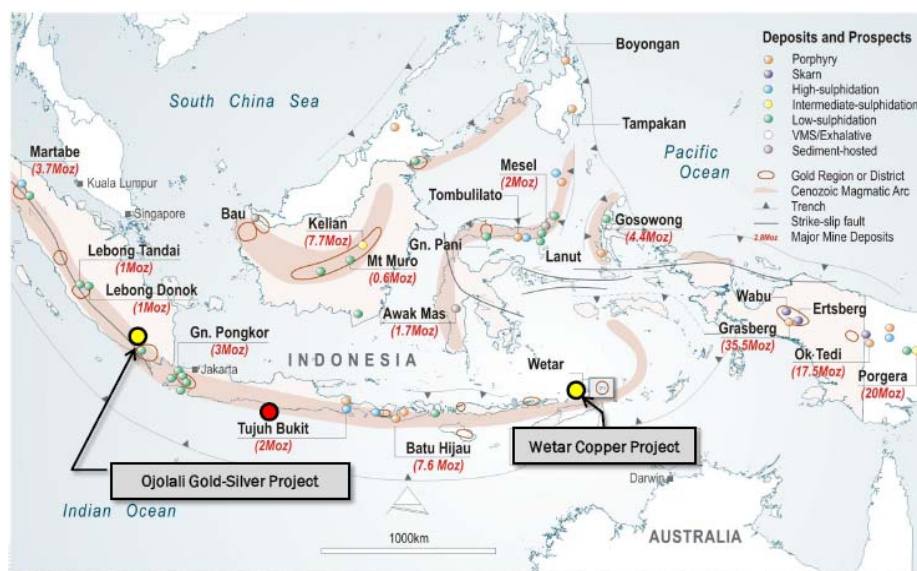 Boyongan
Deposits and Prospects
Porphyry
Skarn
High-sulphidation
Intermediate-sulphidation
Low-sulphidation
VMS/Exhalative
Sediment-hosted
Gold Region or District
Cenozoic Magmatic Arc
Trench
Strike-slip fault
2.8Moz Major Mine Deposits
South China Sea
Tampakan
Pacific
Ocean
Martabe
(3.7Moz)
Kuala Lumpur
Singapore
Mesel
(2Moz)
Tombulilato
Bau
Kelian
(7.7Moz)
Gn. Pani
Gosowong
(4.4Moz)
Mt Muro
(0.6Moz)
Lanut
Lebong Tandai
(1Moz)
Lebong Donok
(1Moz)
Awak Mas
(1.7Moz)
Wabu
Ertsberg
Grasberg
(35.5Moz)
Gn. Pongkor
(3Moz)
Jakarta
INDONESIA
Wetar
Ok Tedi
(17.5Moz)
Porgera
(20Moz)
Tujuh Bukit
(2Moz)
Batu Hijau
(7.6 Moz)
Wetar Copper Project
Ojolali Gold-Silver Project
Darwin
Indian Ocean
AUSTRALIA
1000km